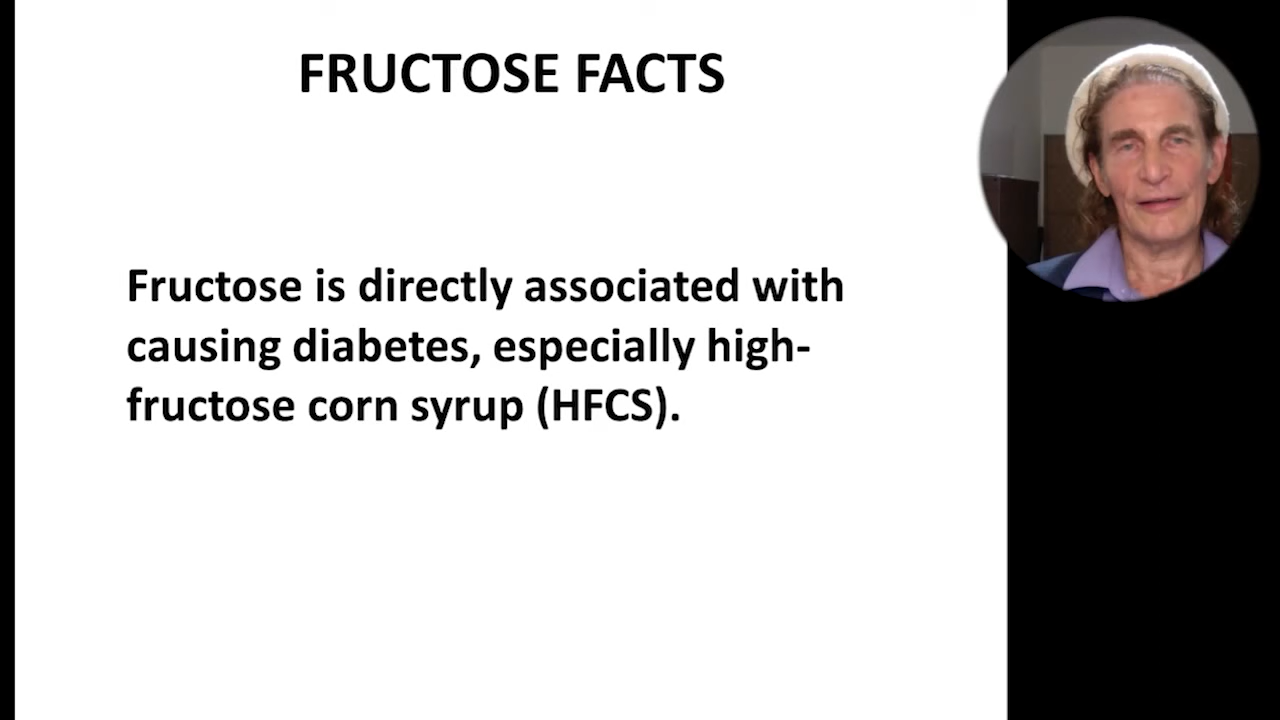 FRUCTOSE FACTS
Fructose is directly associated with
causing diabetes, especially high-
fructose corn syrup (HFCS).